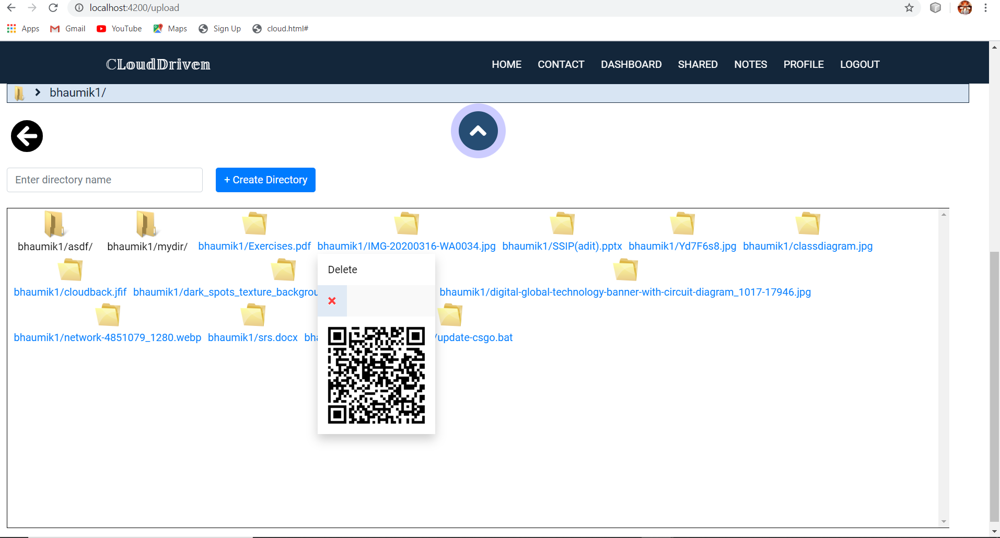 localhost:4200/upload
Apps Gmail YouTube Maps Sign Up cloud.html#
CLoudDriven HOME CONTACT DASHBOARD SHARED NOTES PROFILE LOGOUT
bhaumik1/
Enter directory name + Create Directory
bhaumik1/asdf/ bhaumik1/mydir/ bhaumik1/Exercises.pdf bhaumik1/IMG-20200316-WA0034.jpg bhaumik1/SSIP(adit).pptx bhaumik1/Yd7F6s8.jpg bhaumik1/classdiagram.jpg
Delete
bhaumik1/cloudback.jfif bhaumik1/dark_spots_texture_backgrou bhaumik1/digital-global-technology-banner-with-circuit-diagram_1017-17946.jpg
bhaumik1/network-4851079_1280.webp bhaumik1/srs.docx bha /update-csgo.bat